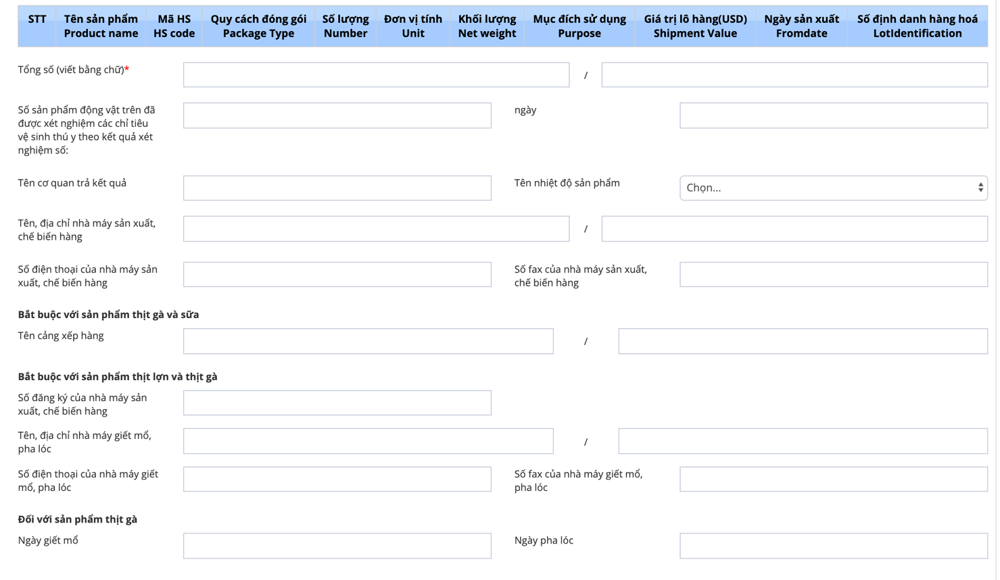 STT
Tên sản phẩm
Product name
Mã HS
HS code
Quy cách đóng gói
Package Type
Số lượng
Number
Đơn vị tính
Unit
Khối lượng
Net weight
Mục đích sử dụng
Purpose
Giá trị lô hàng(USD)
Shipment Value
Ngày sản xuất
Fromdate
Số định danh hàng hoá
LotIdentification
Tổng số (viết bằng chữ)*
/
Số sản phẩm động vật trên đã
được xét nghiệm các chỉ tiêu
vệ sinh thú y theo kết quả xét
nghiệm số:
ngày
Tên cơ quan trả kết quả
Tên nhiệt độ sản phẩm
Chọn...
Tên, địa chỉ nhà máy sản xuất,
chế biến hàng
/
Số điện thoại của nhà máy sản
xuất, chế biến hàng
Số fax của nhà máy sản xuất,
chế biến hàng
Bắt buộc với sản phẩm thịt gà và sữa
Tên cảng xếp hàng
/
Bắt buộc với sản phẩm thịt lợn và thịt gà
Số đăng ký của nhà máy sản
xuất, chế biến hàng
Tên, địa chỉ nhà máy giết mổ,
pha lóc
/
Số điện thoại của nhà máy giết
mổ, pha lóc
Số fax của nhà máy giết mổ,
pha lóc
Đối với sản phẩm thịt gà
Ngày giết mổ
Ngày pha lóc